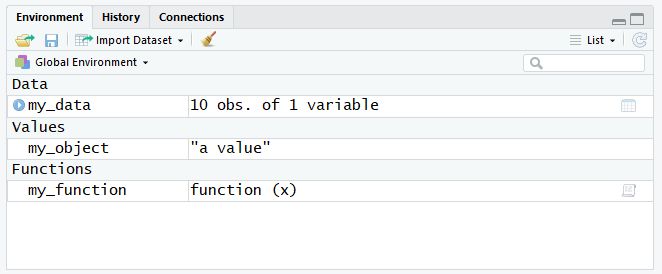 Environment History Connections
Import Dataset List
Global Environment
Data
my_data 10 obs. of 1 variable
Values
my_object "a value"
Functions
my_function function (x)